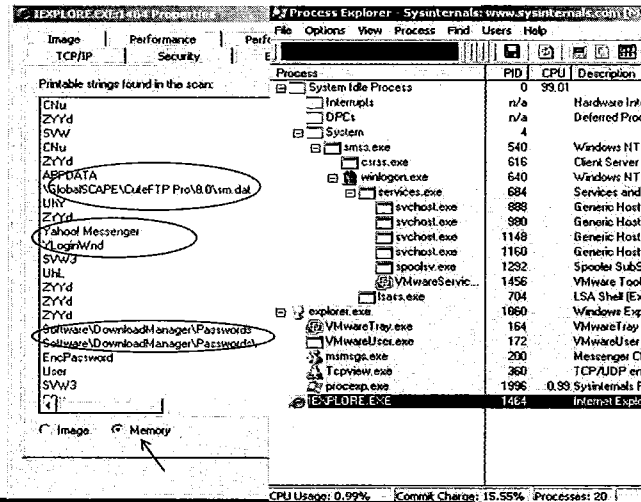 IEXPLORE.EXE:1464 Properties
Image Performance Perf
TCP/IP Security E
Printable strings found in the scan:
CNu
ZYYd
SVW
CNu
ZYYd
APPDATA
\GlobalSCAPE\CuteFTP Pro\8.0\sm.dat
UhY
ZYYd
Yahoo! Messenger
YLoginWnd
SVW3
UhL
ZYYd
ZYYd
ZYYd
Software\DownloadManager\Passwords
Software\DownloadManager\Passwords\
EncPassword
User
SVW3
Image Memory
Process Explorer - Sysinternals: www.sysinternals.com
File Options View Process Find Users Help
Process PID CPU Description
System Idle Process 0 99.01
Interrupts n/a Hardware Inte
DPCs n/a Deferred Proc
System 4
smss.exe 540 Windows NT
csrss.exe 616 Client Server
winlogon.exe 640 Windows NT
services.exe 684 Services and
svchost.exe 888 Generic Host
svchost.exe 980 Generic Host
svchost.exe 1148 Generic Host
svchost.exe 1160 Generic Host
spoolsv.exe 1292 Spooler SubS
VMwareServic... 1456 VMware Tool
lsass.exe 704 LSA Shell (Ex
explorer.exe 1860 Windows Exp
VMwareTray.exe 164 VMwareTray
VMwareUser.exe 172 VMwareUser
msmsgs.exe 200 Messenger Cl
Tcpview.exe 360 TCP/UDP en
procexp.exe 1996 0.99 Sysinternals P
IEXPLORE.EXE 1464 Internet Explo
CPU Usage: 0.99% Commit Charge: 15.55% Processes: 20